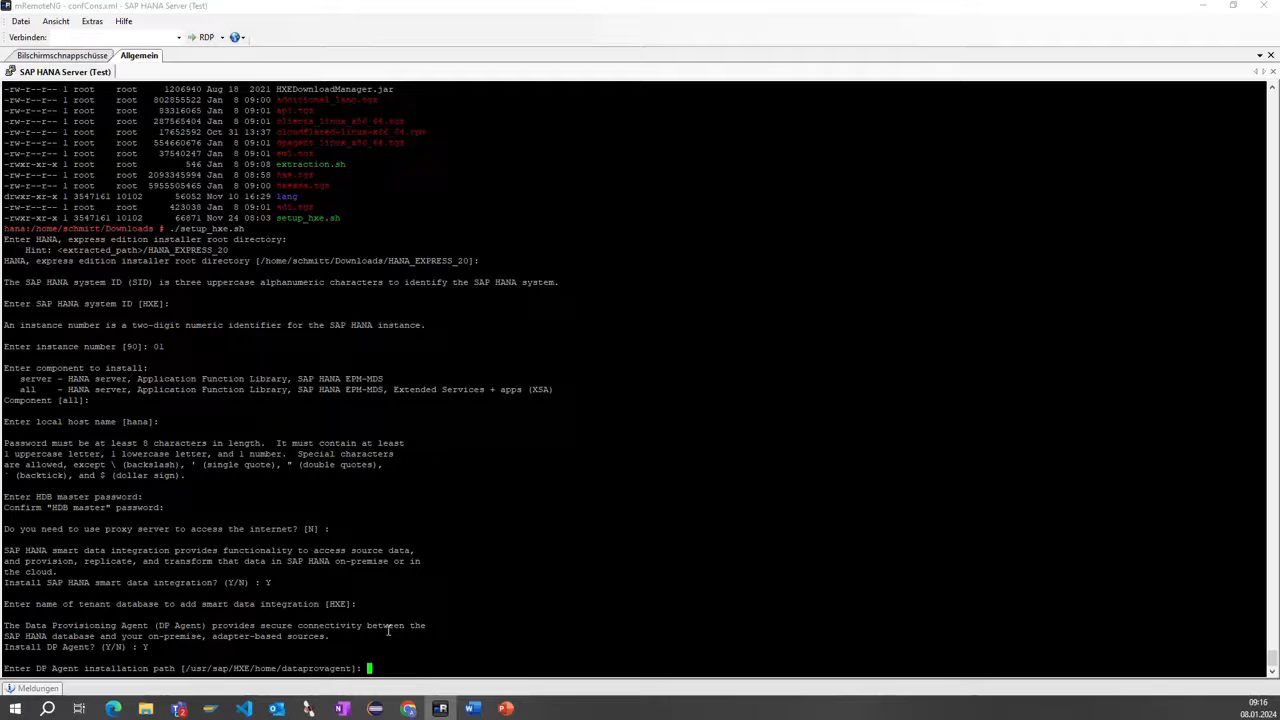 mRemoteNG - confCons.xml - SAP HANA Server (Test)
Datei Ansicht Extras Hilfe
Verbinden: RDP
Bilschirmschnappschüsse Allgemein
SAP HANA Server (Test)
-rw-r--r-- 1 root root 1206940 Aug 18 2021 HXEDownloadManager.jar
-rw-r--r-- 1 root root 802855522 Jan 8 09:00 additional_lang.tgz
-rw-r--r-- 1 root root 83316065 Jan 8 09:01 apl.tgz
-rw-r--r-- 1 root root 287565404 Jan 8 09:01 clients_linux_x86_64.tgz
-rw-r--r-- 1 root root 17652592 Oct 31 13:37 cloudflared-linux-x86_64.rpm
-rw-r--r-- 1 root root 554660676 Jan 8 09:01 dpagent_linux_x86_64.tgz
-rw-r--r-- 1 root root 37540247 Jan 8 09:01
-rwxr-xr-x 1 root root 546 Jan 8 09:08 extraction.sh
-rw-r--r-- 1 root root 2093345994 Jan 8 08:58 hxe.tgz
-rw-r--r-- 1 root root 5955505465 Jan 8 09:00 hxexsa.tgz
drwxr-xr-x 1 3547161 10102 56052 Nov 10 16:29 lang
-rw-r--r-- 1 root root 423038 Jan 8 09:01
-rwxr-xr-x 1 3547161 10102 66871 Nov 24 08:03 setup_hxe.sh
hana:/home/schmitt/Downloads # ./setup_hxe.sh
Enter HANA, express edition installer root directory:
Hint: <extracted_path>/HANA_EXPRESS_20
HANA, express edition installer root directory [/home/schmitt/Downloads/HANA_EXPRESS_20]:
The SAP HANA system ID (SID) is three uppercase alphanumeric characters to identify the SAP HANA system.
Enter SAP HANA system ID [HXE]:
An instance number is a two-digit numeric identifier for the SAP HANA instance.
Enter instance number [90]: 01
Enter component to install:
server - HANA server, Application Function Library, SAP HANA EPM-MDS
all - HANA server, Application Function Library, SAP HANA EPM-MDS, Extended Services + apps (XSA)
Component [all]:
Enter local host name [hana]:
Password must be at least 8 characters in length. It must contain at least
1 uppercase letter, 1 lowercase letter, and 1 number. Special characters
are allowed, except \ (backslash), ' (single quote), " (double quotes),
` (backtick), and $ (dollar sign).
Enter HDB master password:
Confirm "HDB master" password:
Do you need to use proxy server to access the internet? [N] :
SAP HANA smart data integration provides functionality to access source data,
and provision, replicate, and transform that data in SAP HANA on-premise or in
the cloud.
Install SAP HANA smart data integration? (Y/N) : Y
Enter name of tenant database to add smart data integration [HXE]:
The Data Provisioning Agent (DP Agent) provides secure connectivity between the
SAP HANA database and your on-premise, adapter-based sources.
Install DP Agent? (Y/N) : Y
Enter DP Agent installation path [/usr/sap/HXE/home/dataprovagent]:
Meldungen
09:16
08.01.2024